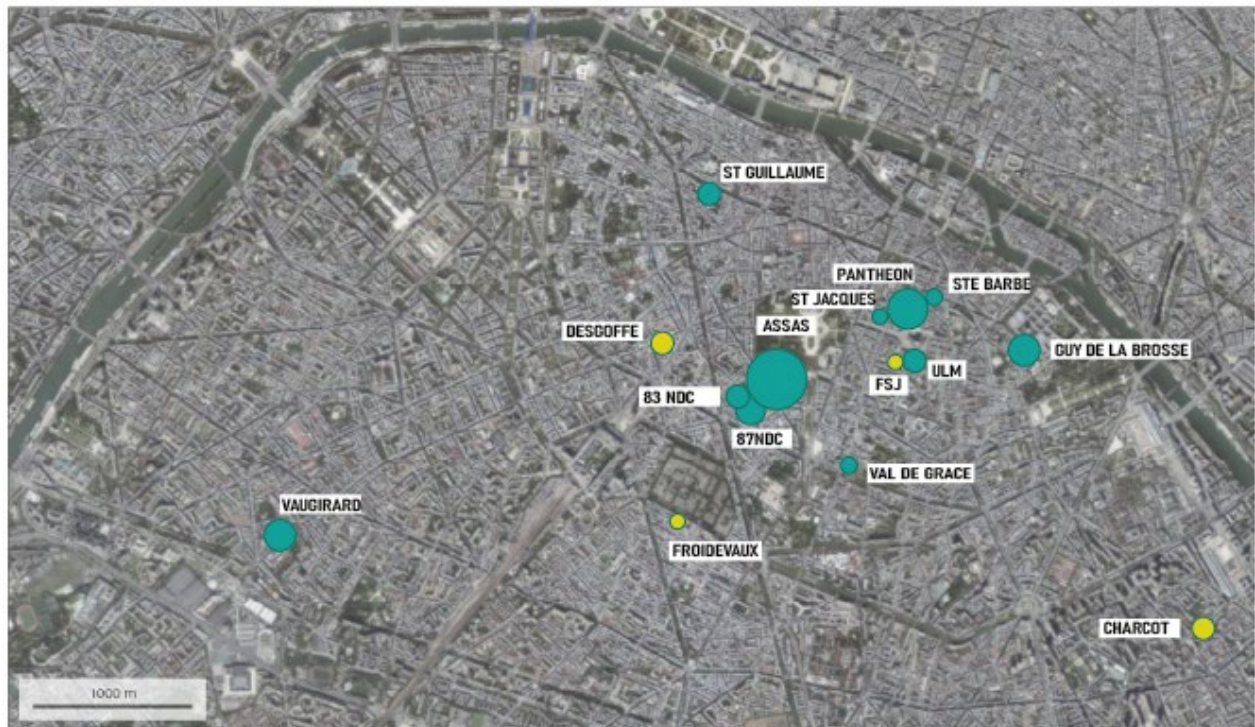 ST GUILLAUME
PANTHEON
STE BARBE
ST JACQUES
ASSAS
DESGOFFE
GUY DE LA BROSSE
ULM
FSJ
83 NDC
87NDC
VAL DE GRACE
VAUGIRARD
FROIDEVAUX
CHARCOT
1000 m